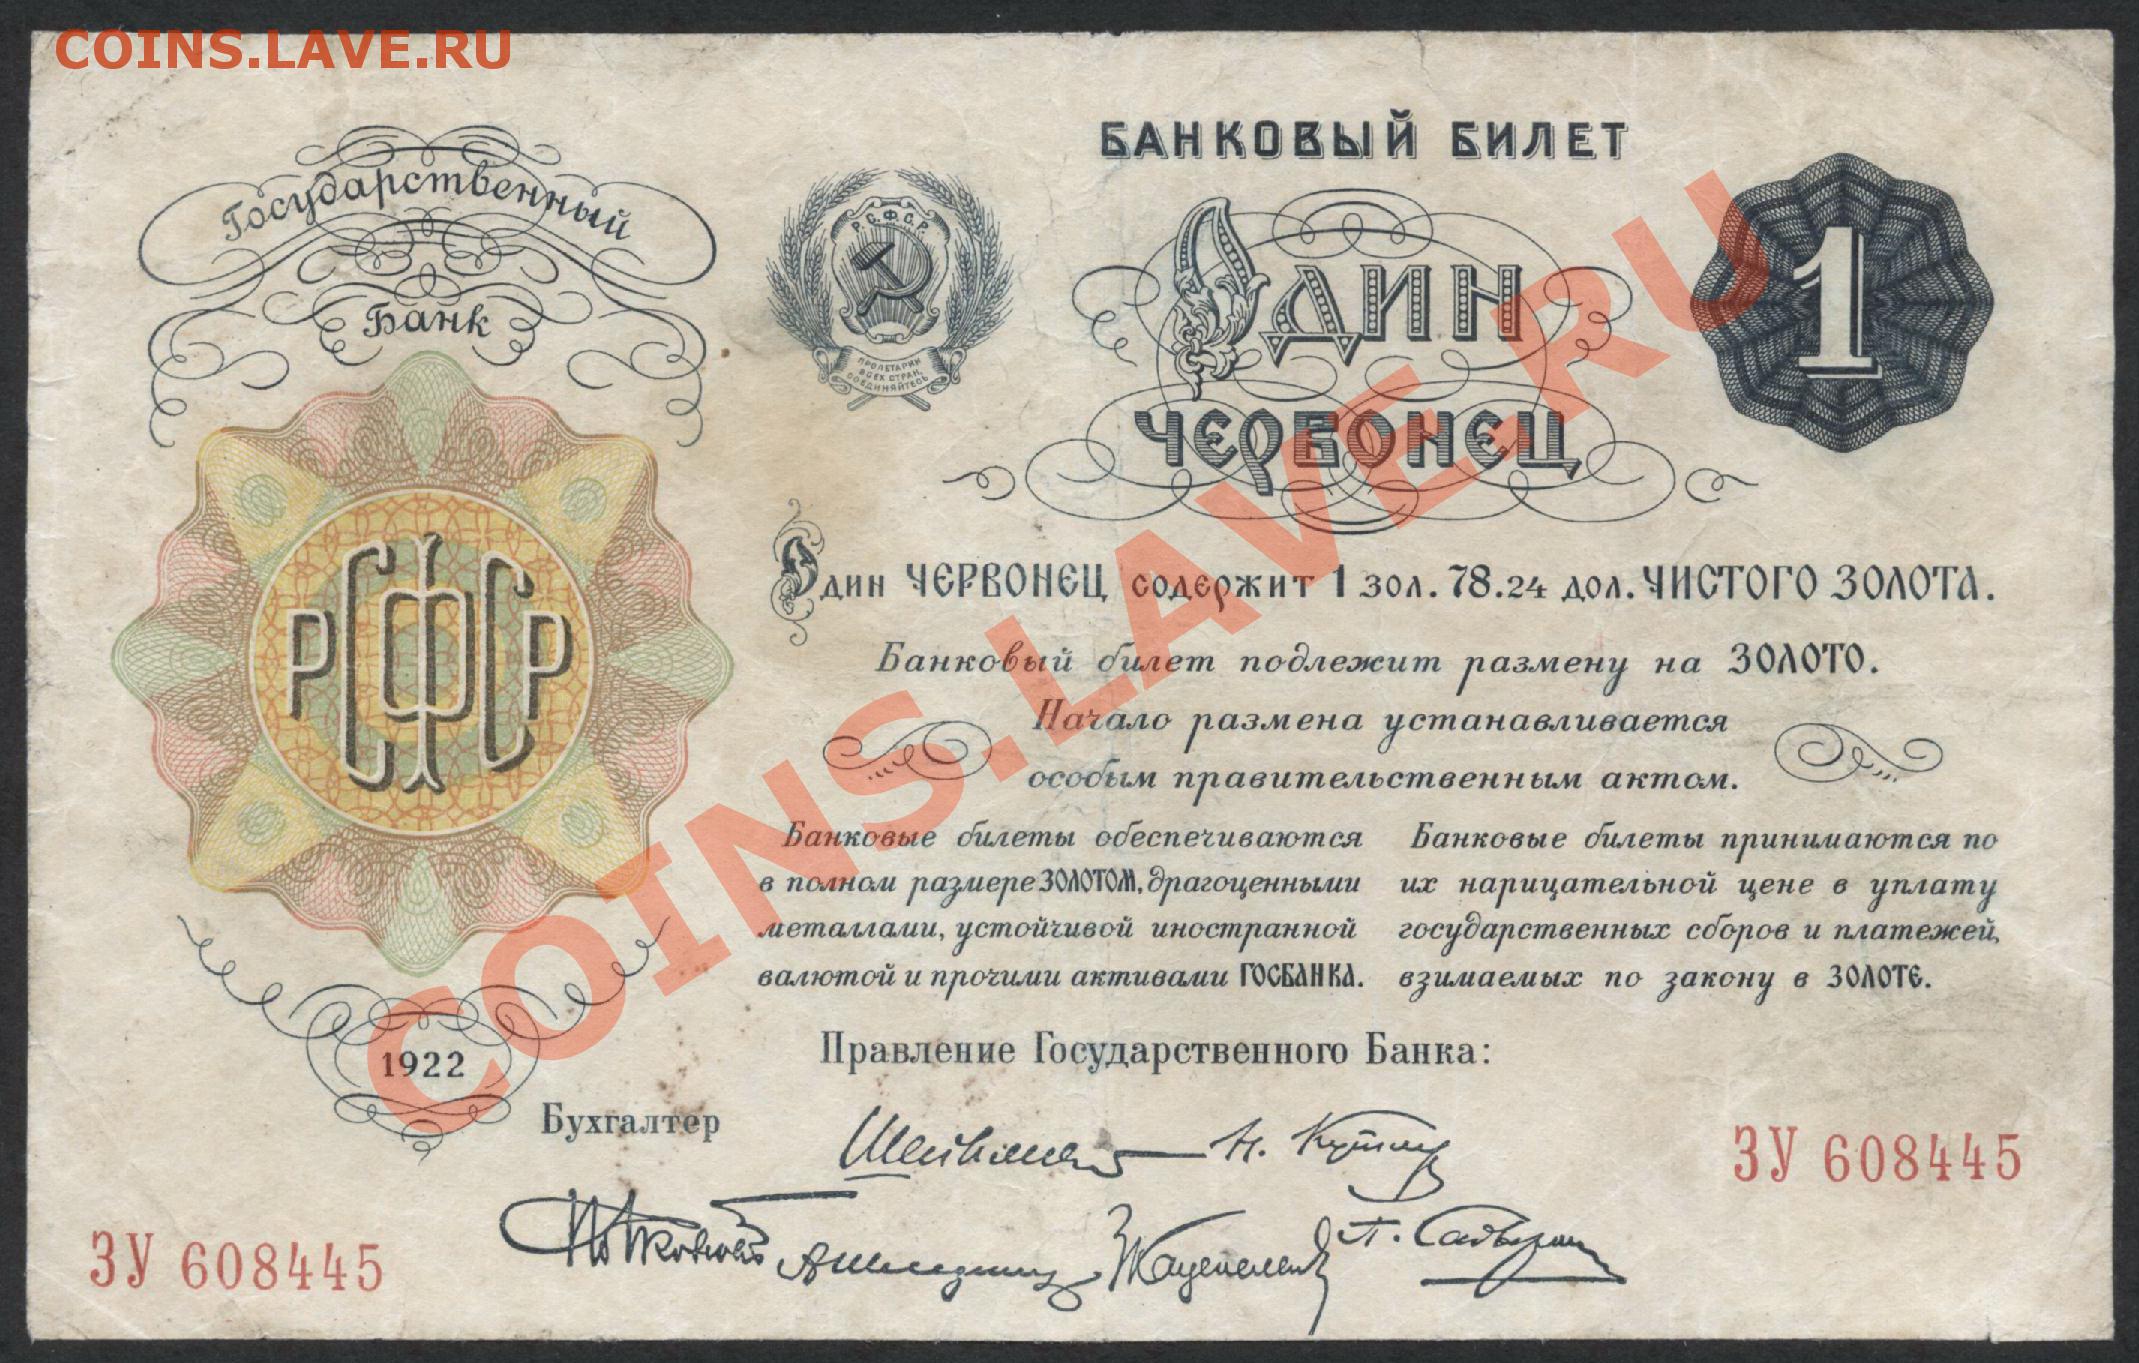 COINS.LAVE.RU
БАНКОВЫЙ БИЛЕТ
Государственный
Банк
Р.С.Ф.С.Р.
ПРОЛЕТАРИИ
ВСЕХ СТРАН,
СОЕДИНЯЙТЕСЬ
ОДИН
ЧЕРВОНЕЦ
1
РСФСР
Один ЧЕРВОНЕЦ содержит 1 зол. 78.24 дол. ЧИСТОГО ЗОЛОТА.
Банковый билет подлежит размену на ЗОЛОТО.
Начало размена устанавливается
особым правительственным актом.
Банковые билеты обеспечиваются
в полном размере ЗОЛОТОМ, драгоценными
металлами, устойчивой иностранной
валютой и прочими активами ГОСБАНКА.
Банковые билеты принимаются по
их нарицательной цене в уплату
государственных сборов и платежей,
взимаемых по закону в ЗОЛОТЕ.
COINS.LAVE.RU
1922
Правление Государственного Банка:
Бухгалтер
ЗУ 608445
ЗУ 608445